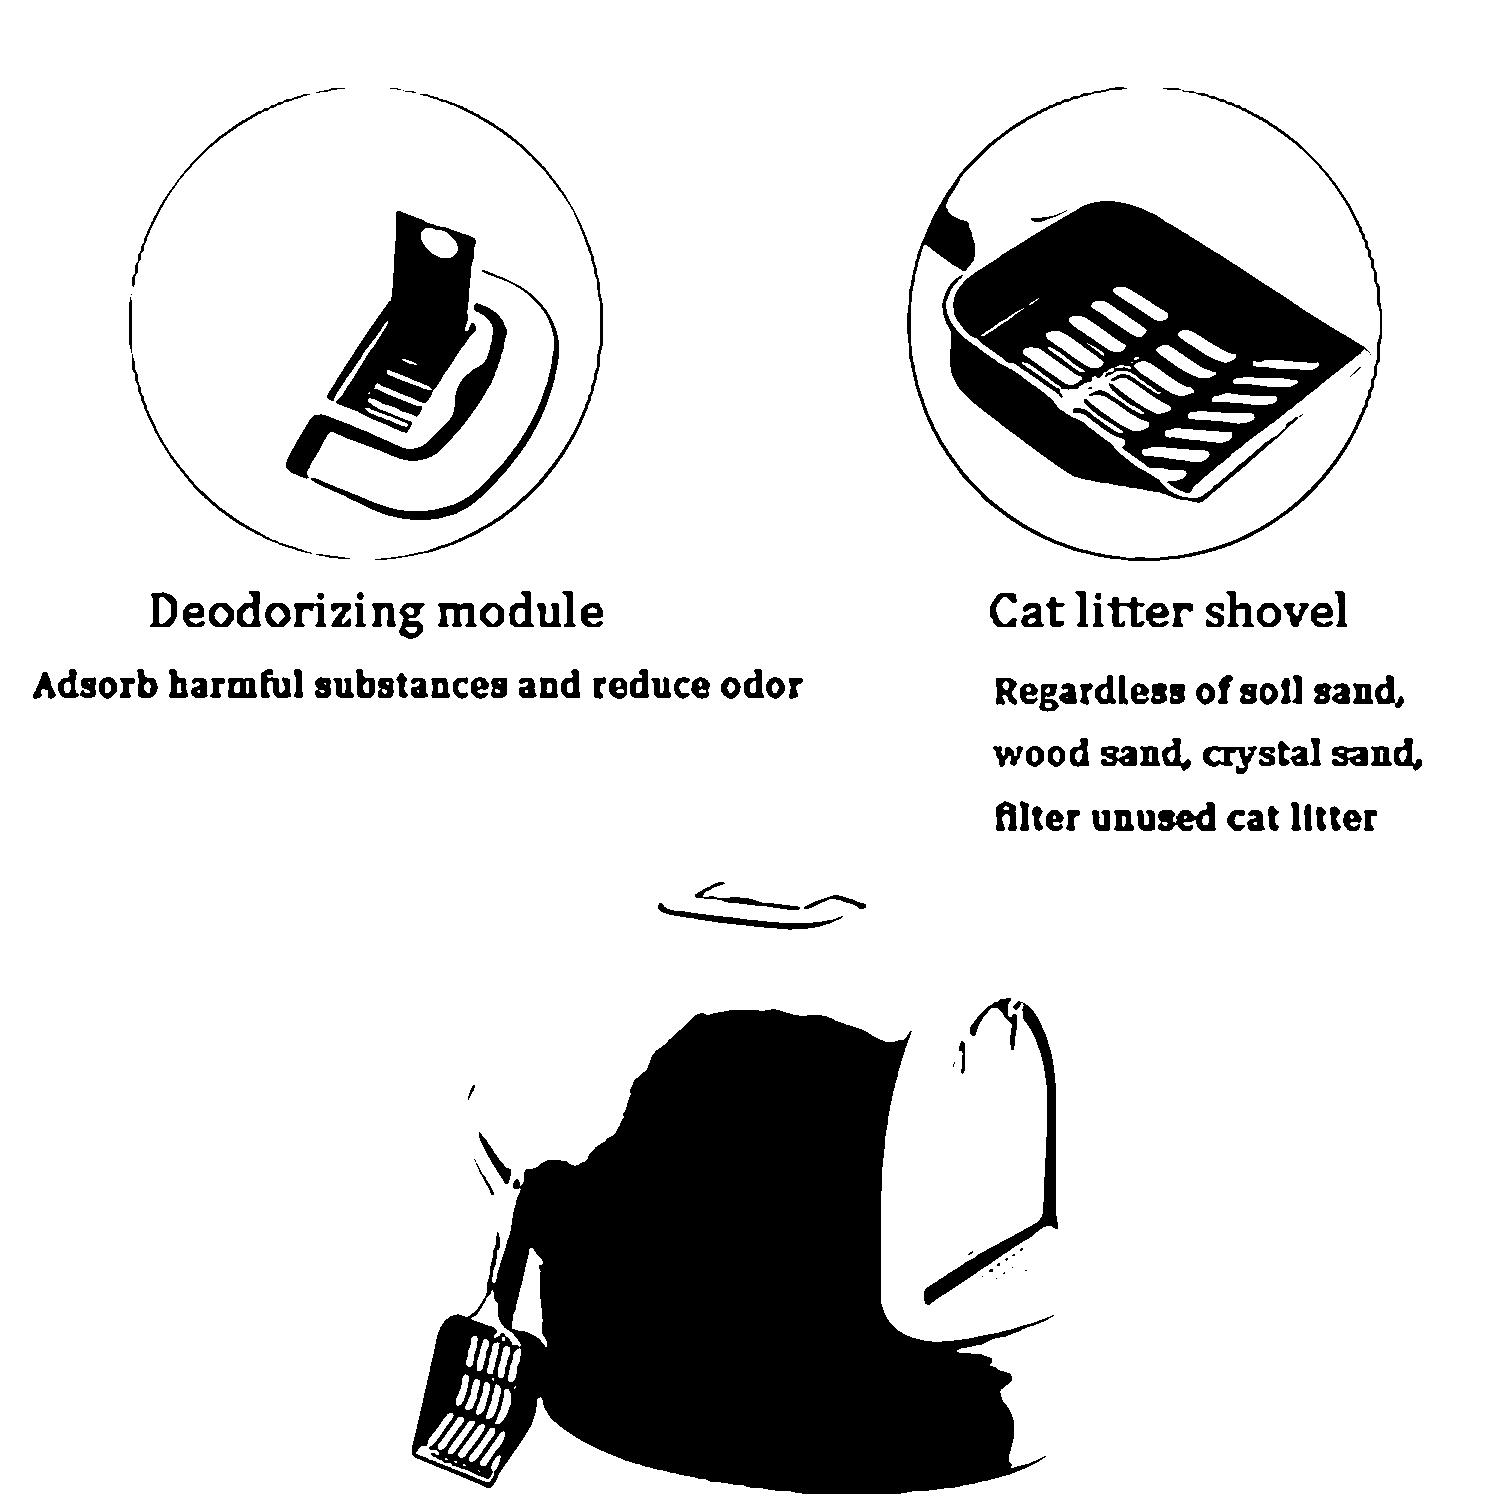 Deodorizing module
Adsorb harmful substances and reduce odor
Cat litter shovel
Regardless of soil sand,
wood sand, crystal sand,
filter unused cat litter